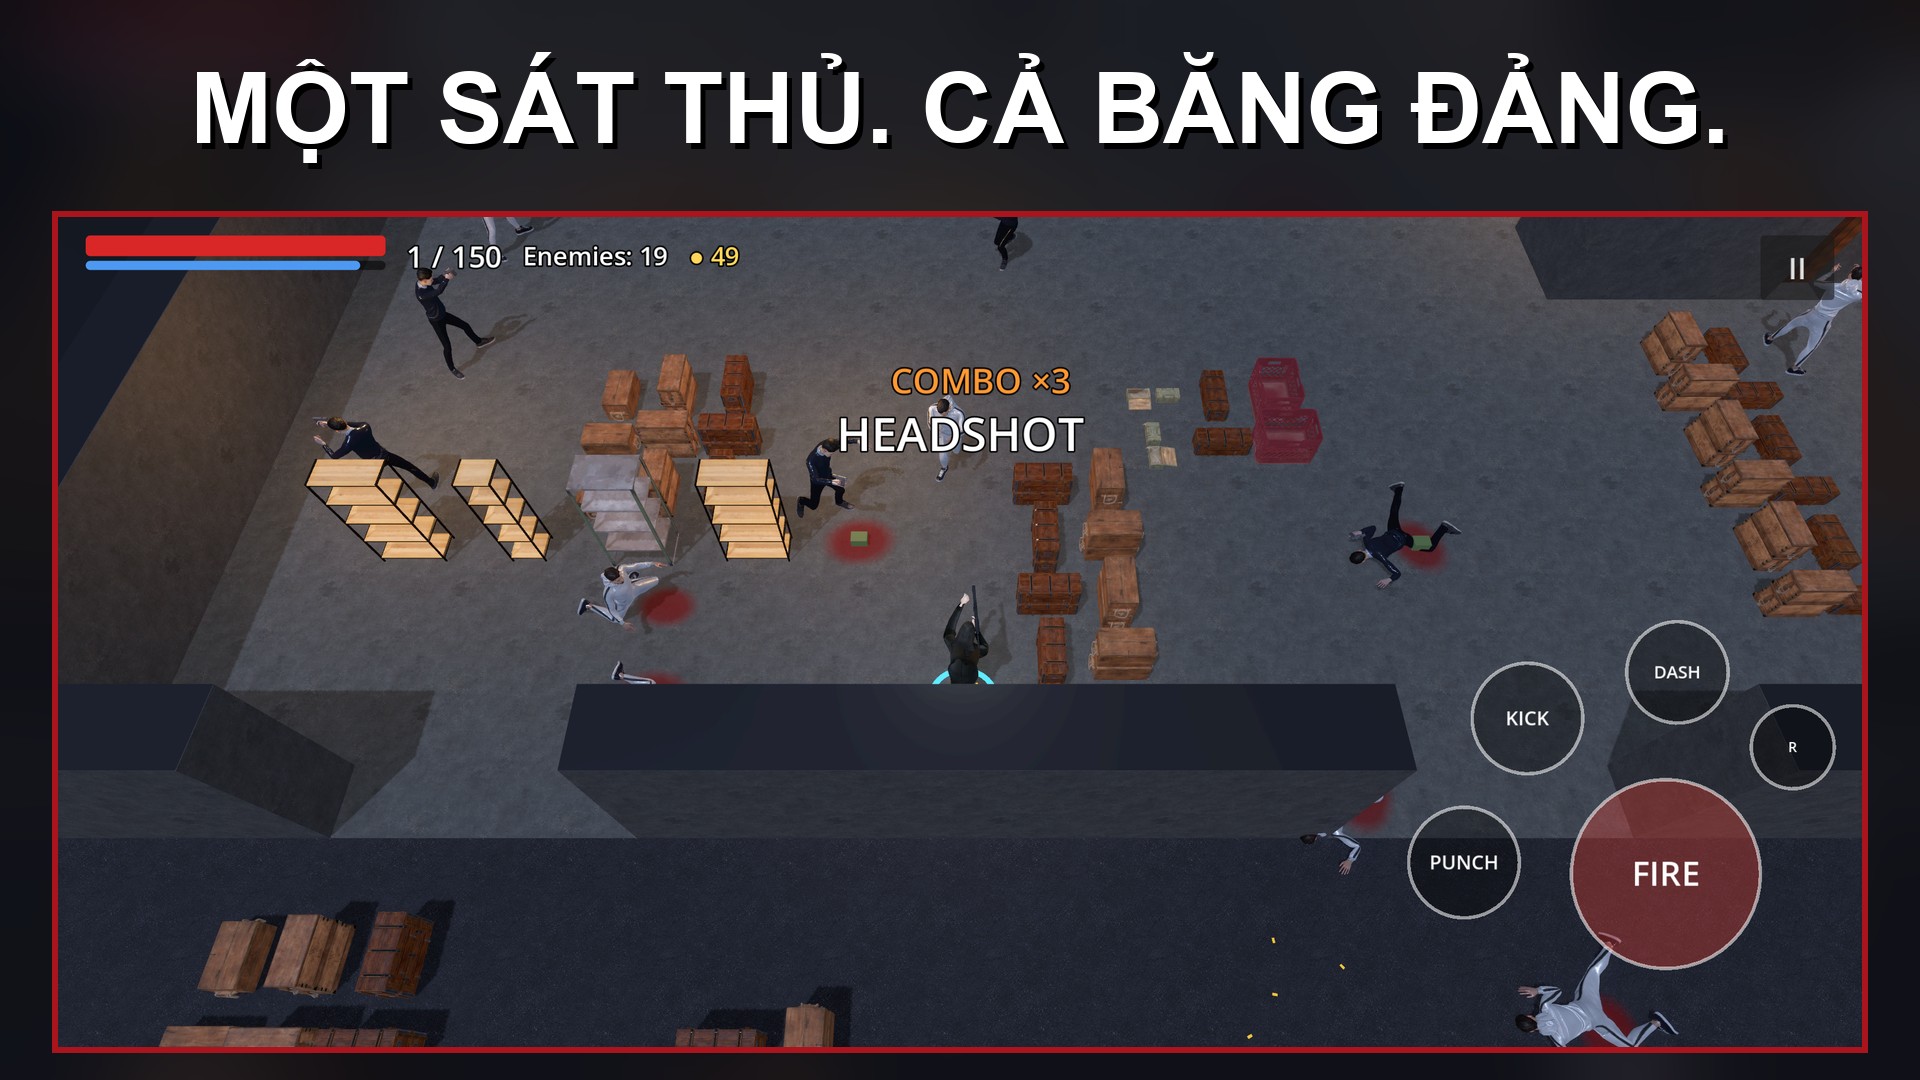 MỘT SÁT THỦ. CẢ BĂNG ĐẢNG.
1 / 150 Enemies: 19 49
COMBO ×3
HEADSHOT
DASH
KICK
R
PUNCH
FIRE